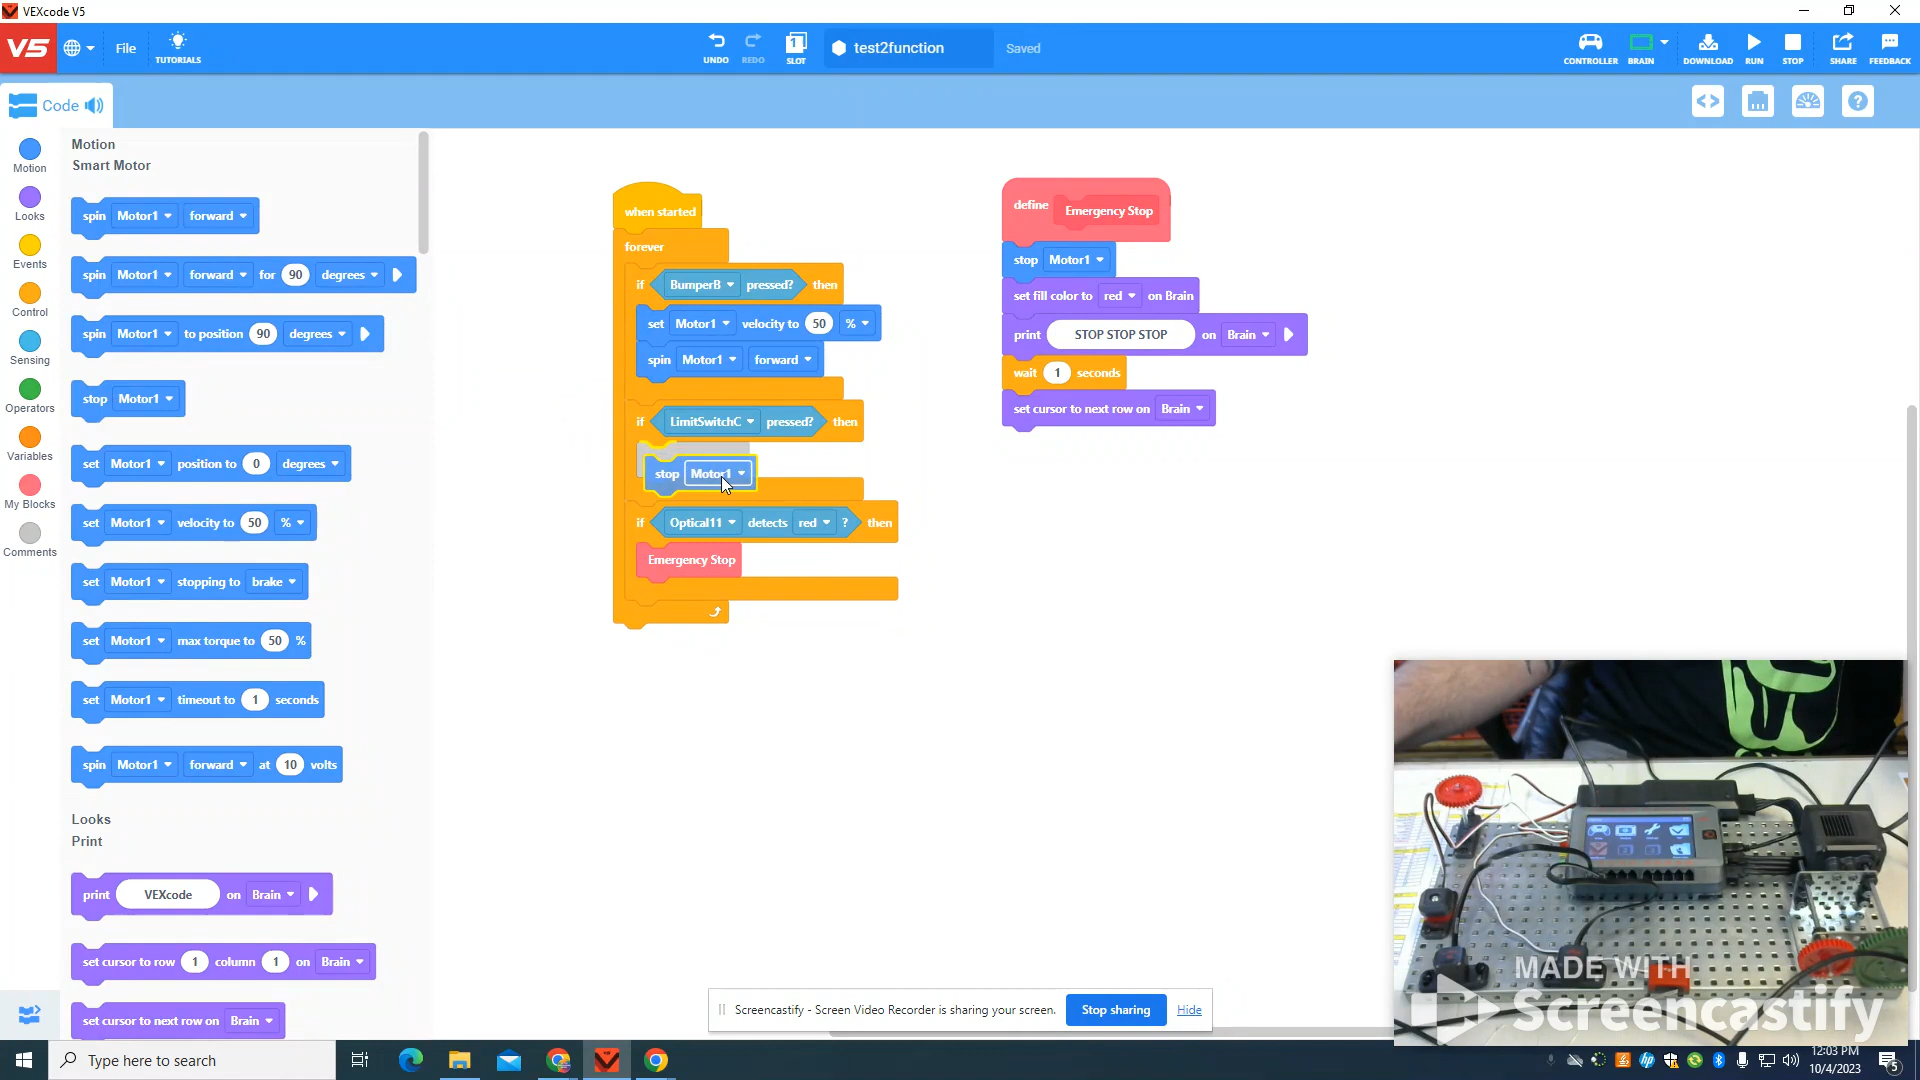 VEXcode V5
V5
File
TUTORIALS
UNDO
REDO
1
SLOT
test2function
Saved
CONTROLLER
BRAIN
DOWNLOAD
RUN
STOP
SHARE
FEEDBACK
Code
Motion
Looks
Events
Control
Sensing
Operators
Variables
My Blocks
Comments
Motion
Smart Motor
spin Motor1 forward
spin Motor1 forward for 90 degrees
spin Motor1 to position 90 degrees
stop Motor1
set Motor1 position to 0 degrees
set Motor1 velocity to 50 %
set Motor1 stopping to brake
set Motor1 max torque to 50 %
set Motor1 timeout to 1 seconds
spin Motor1 forward at 10 volts
Looks
Print
print VEXcode on Brain
set cursor to row 1 column 1 on Brain
set cursor to next row on Brain
when started
forever
if BumperB pressed? then
set Motor1 velocity to 50 %
spin Motor1 forward
if LimitSwitchC pressed? then
stop Motor1
if Optical11 detects red ? then
Emergency Stop
define Emergency Stop
stop Motor1
set fill color to red on Brain
print STOP STOP STOP on Brain
wait 1 seconds
set cursor to next row on Brain
MADE WITH
Screencastify
Screencastify - Screen Video Recorder is sharing your screen.
Stop sharing
Hide
Type here to search
12:03 PM
10/4/2023
5